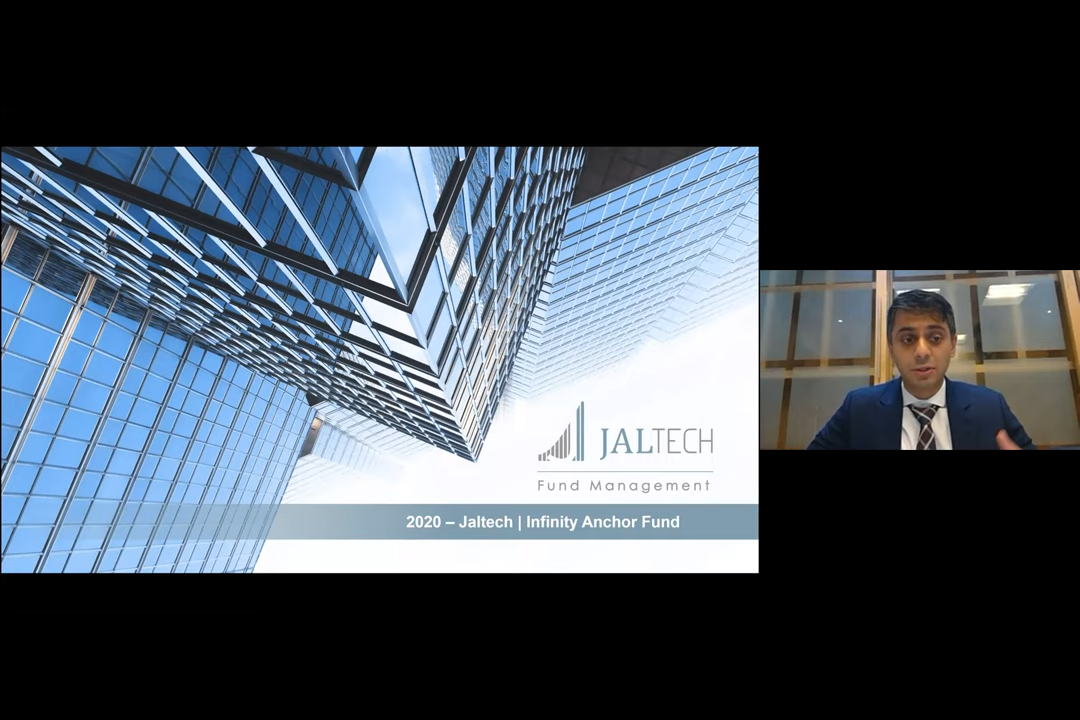 JALTECH
Fund Management
2020 – Jaltech | Infinity Anchor Fund